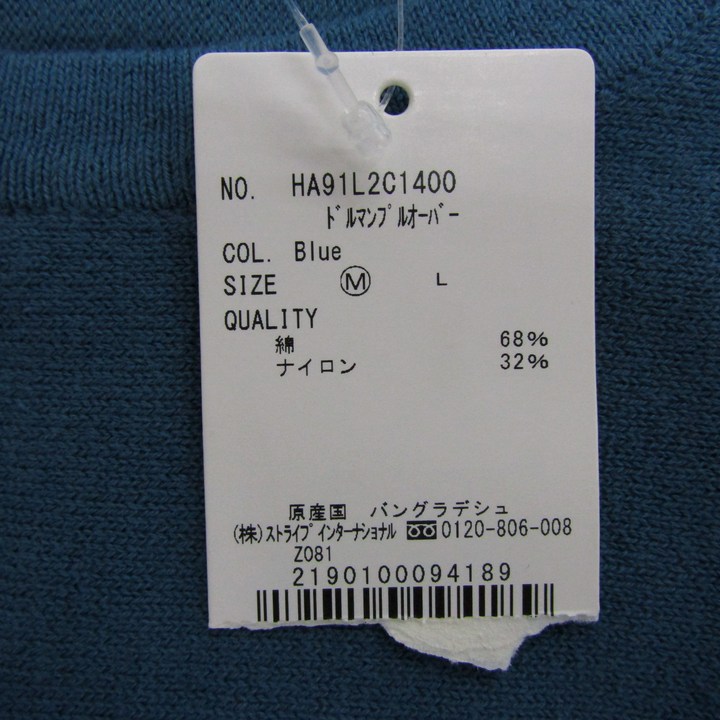 NO. HA91L2C1400
ﾄﾞﾙﾏﾝﾌﾟﾙｵｰﾊﾞｰ
COL. Blue
SIZE Ⓜ L
QUALITY
綿 68%
ナイロン 32%
原産国 バングラデシュ
(株)ｽﾄﾗｲﾌﾟｲﾝﾀｰﾅｼｮﾅﾙ 0120-806-008
Z081
2190100094189